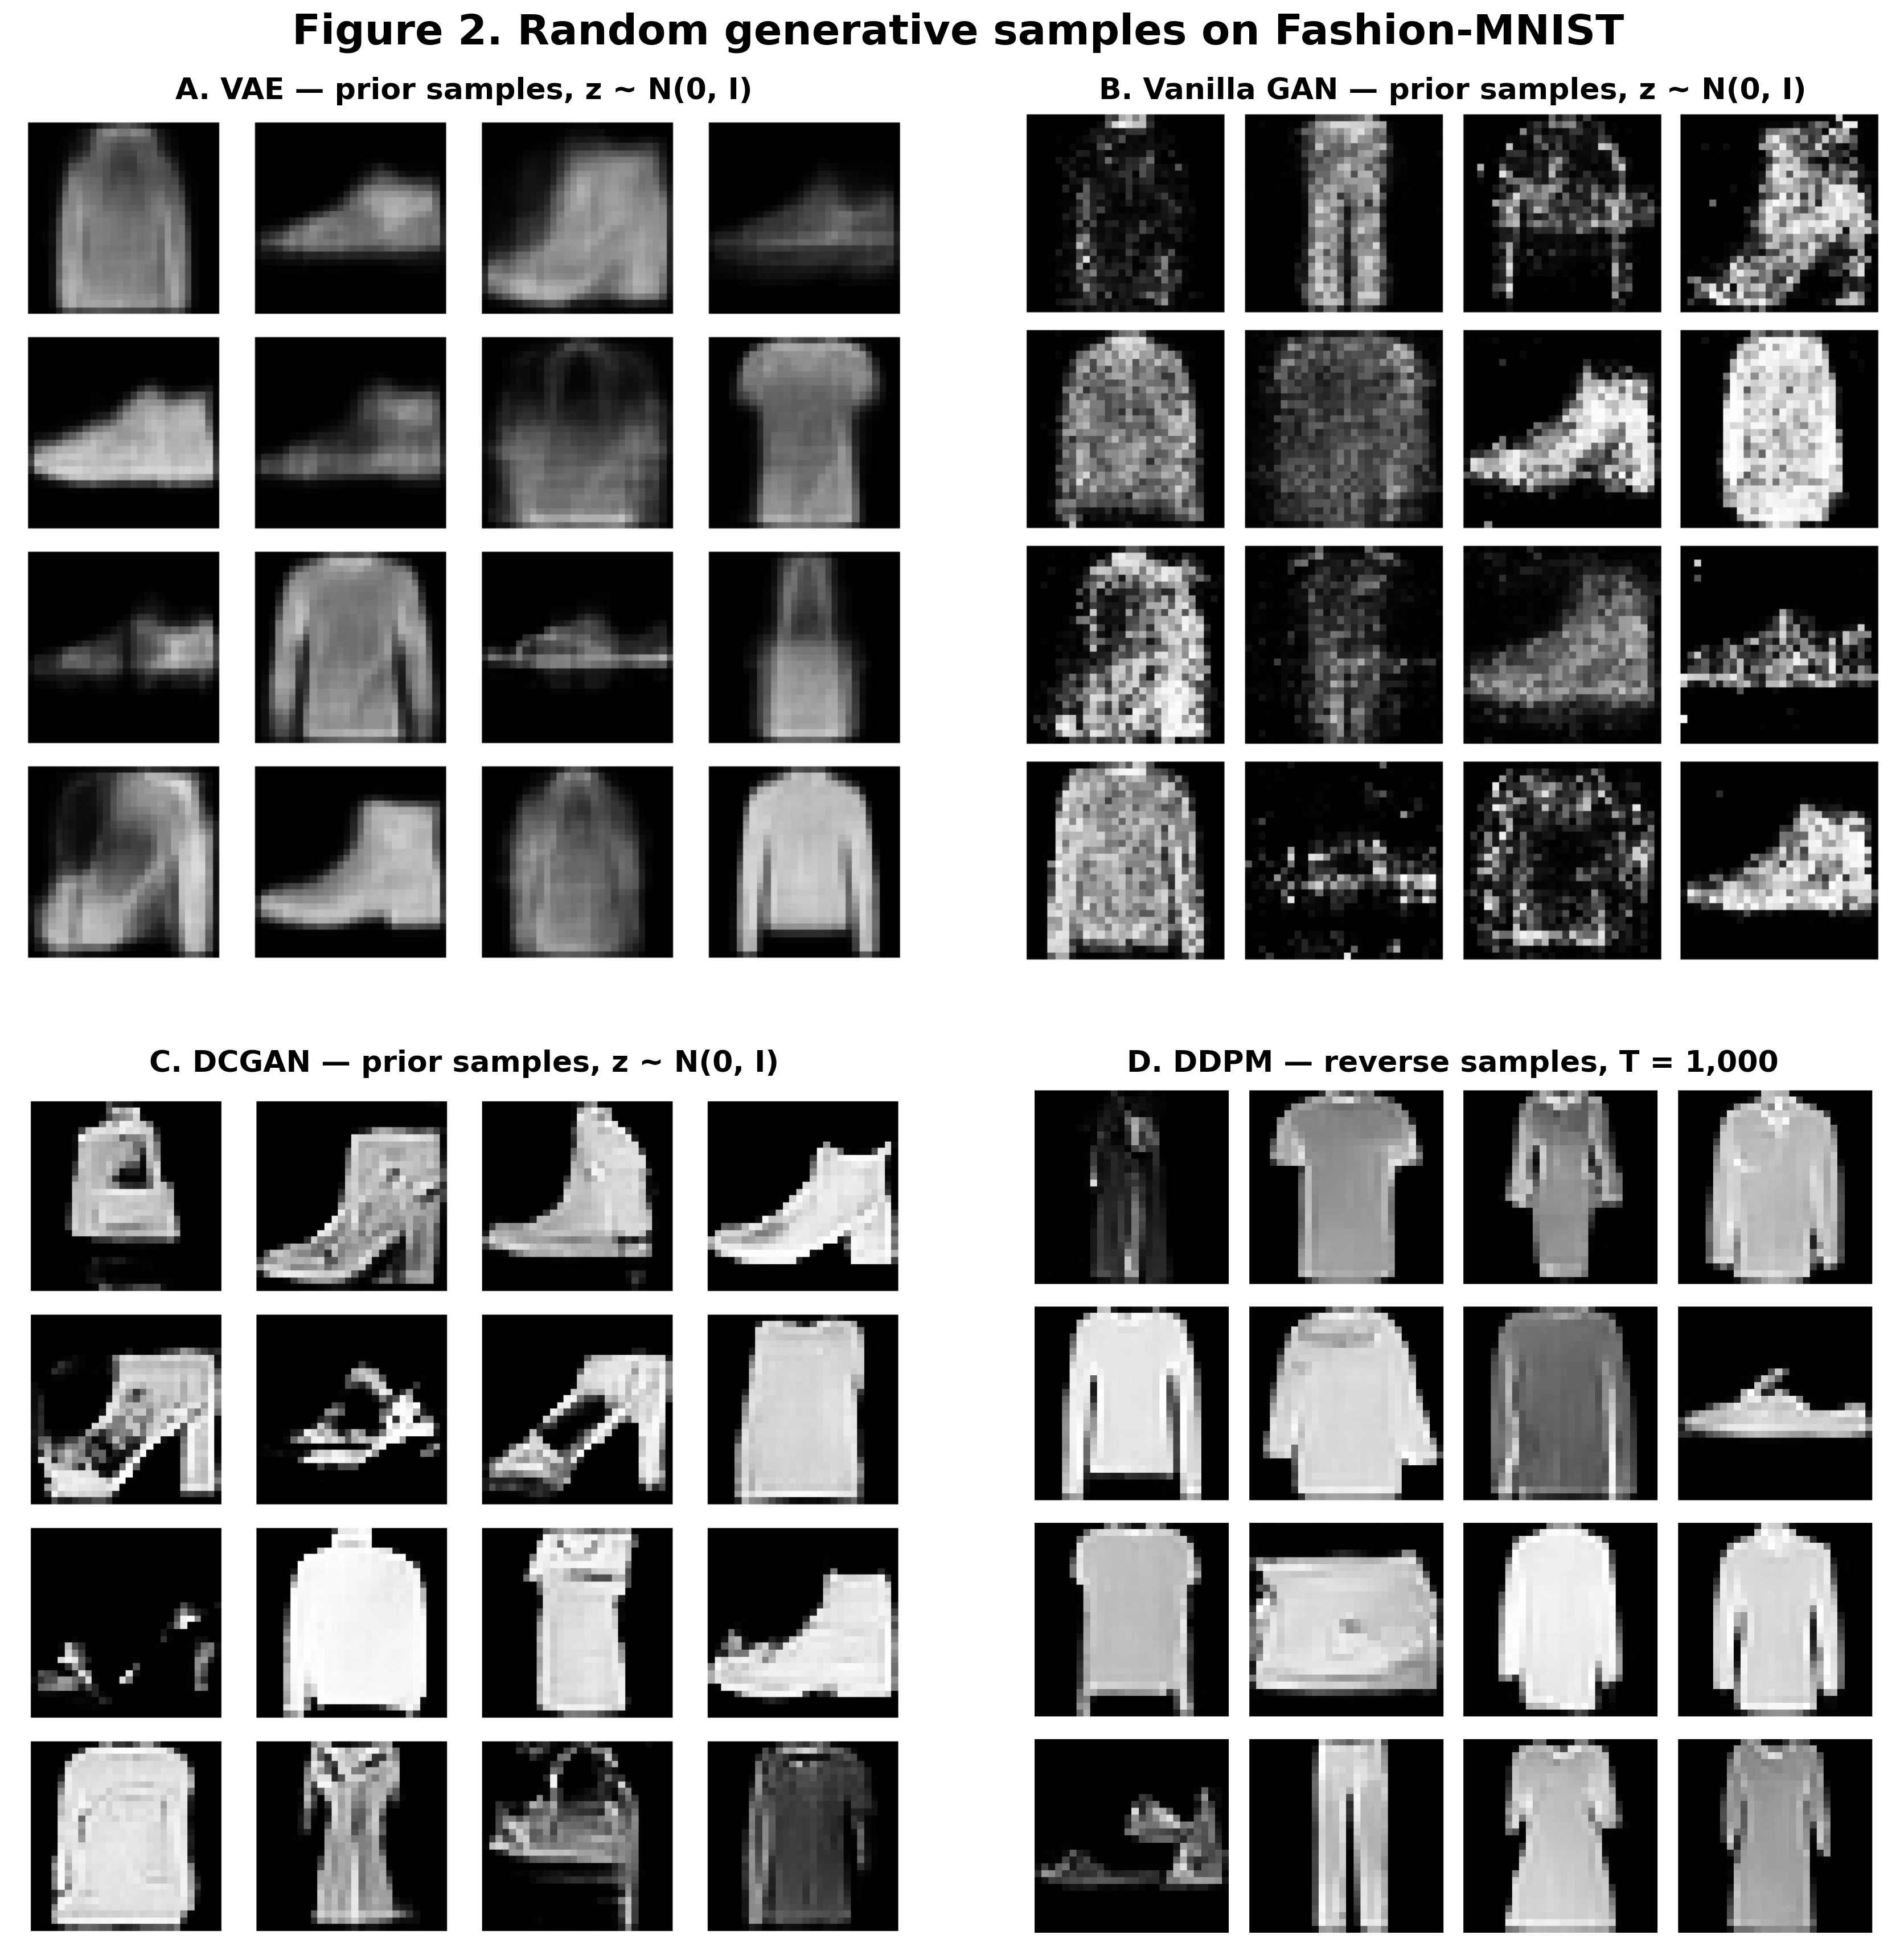 Figure 2. Random generative samples on Fashion-MNIST
A. VAE — prior samples, z ~ N(0, I)
B. Vanilla GAN — prior samples, z ~ N(0, I)
C. DCGAN — prior samples, z ~ N(0, I)
D. DDPM — reverse samples, T = 1,000